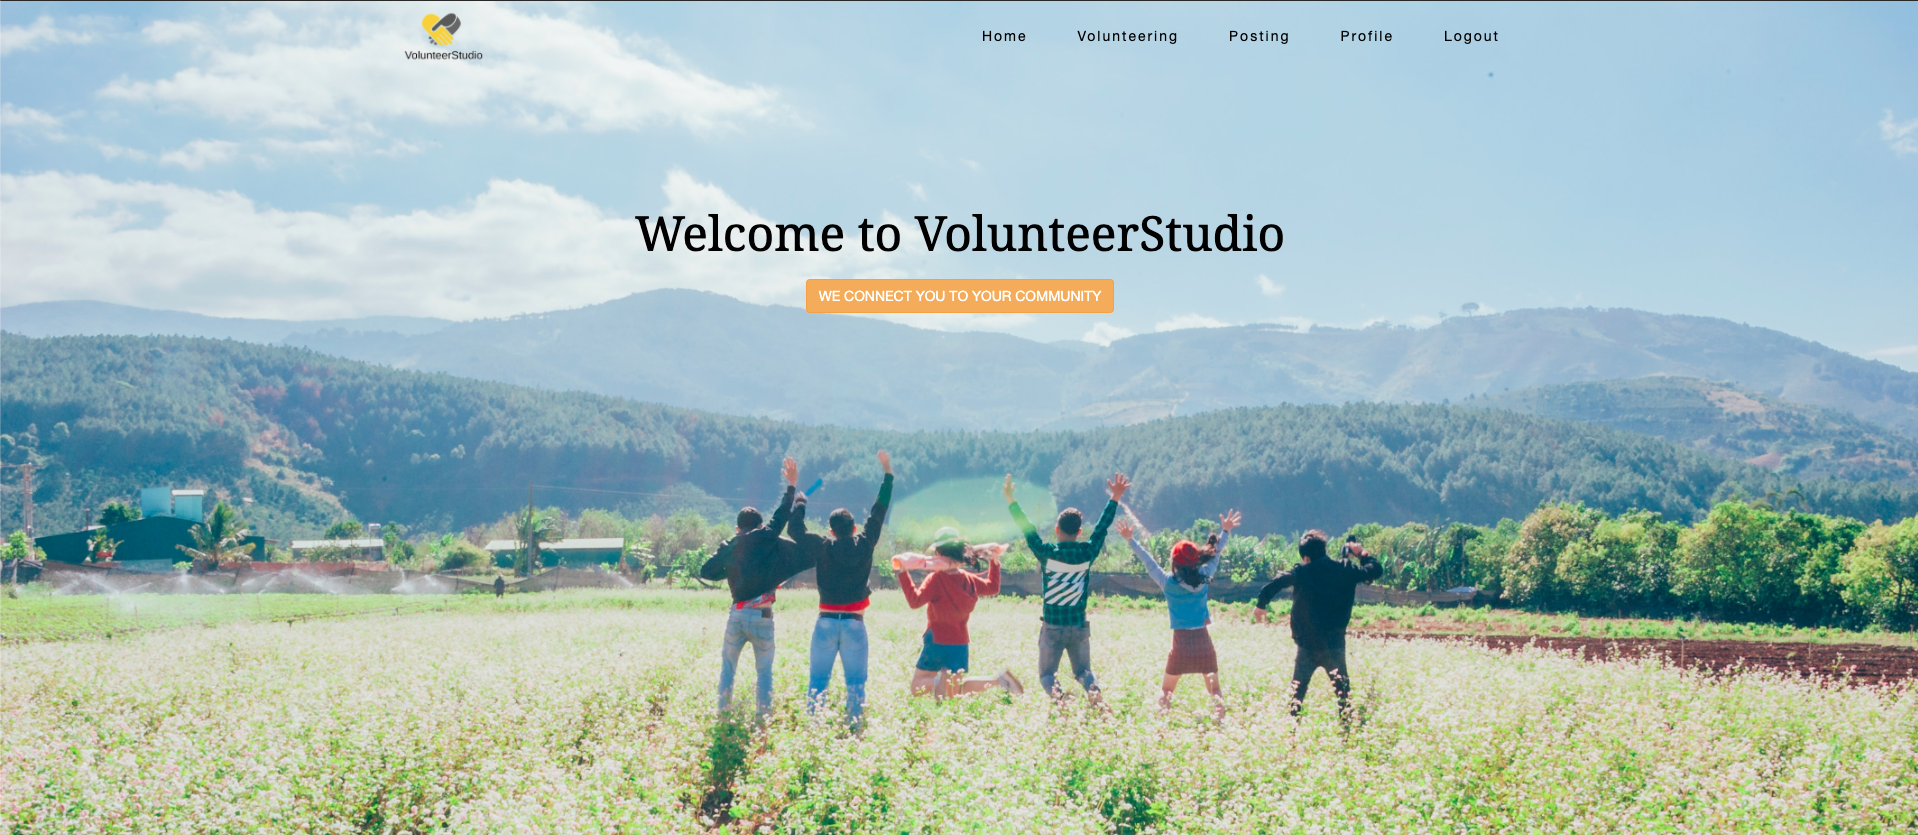 VolunteerStudio
Home Volunteering Posting Profile Logout
Welcome to VolunteerStudio
WE CONNECT YOU TO YOUR COMMUNITY